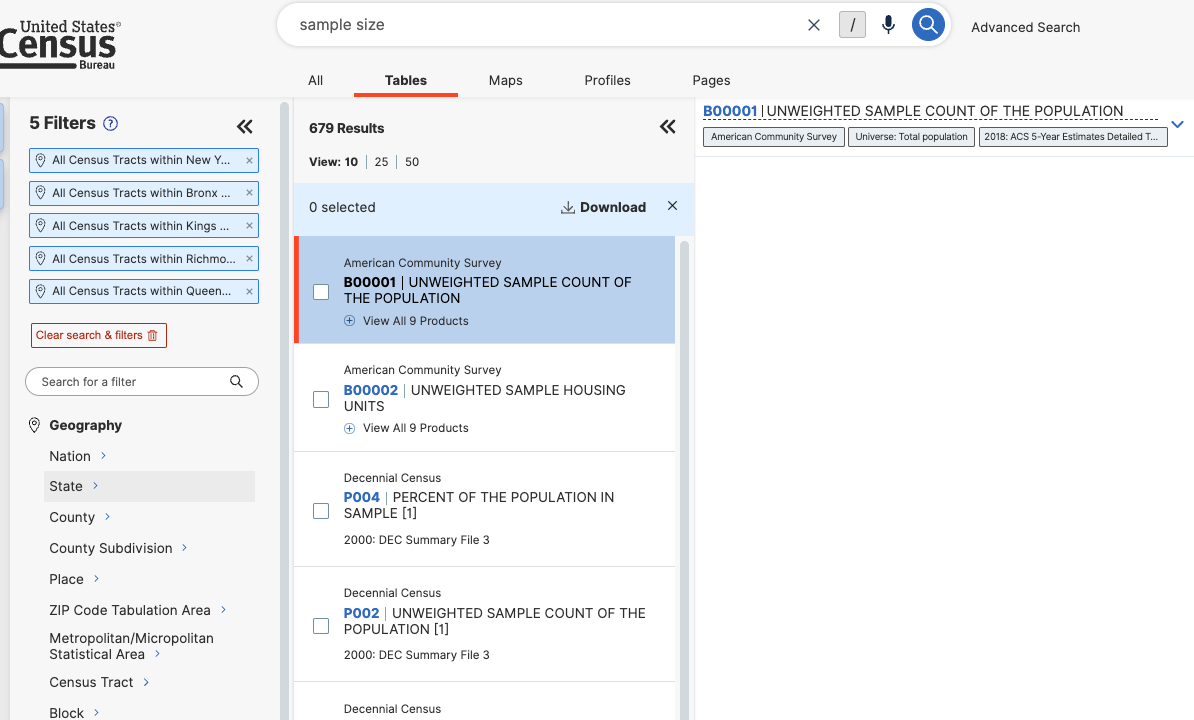 United States®
Census
Bureau
sample size
/
Advanced Search
All
Tables
Maps
Profiles
Pages
5 Filters ?
All Census Tracts within New Y... ×
All Census Tracts within Bronx ... ×
All Census Tracts within Kings ... ×
All Census Tracts within Richmo... ×
All Census Tracts within Queen... ×
Clear search & filters
Search for a filter
Geography
Nation
State
County
County Subdivision
Place
ZIP Code Tabulation Area
Metropolitan/Micropolitan
Statistical Area
Census Tract
Block
679 Results
View: 10 | 25 | 50
0 selected
Download
American Community Survey
B00001 | UNWEIGHTED SAMPLE COUNT OF
THE POPULATION
View All 9 Products
American Community Survey
B00002 | UNWEIGHTED SAMPLE HOUSING
UNITS
View All 9 Products
Decennial Census
P004 | PERCENT OF THE POPULATION IN
SAMPLE [1]
2000: DEC Summary File 3
Decennial Census
P002 | UNWEIGHTED SAMPLE COUNT OF THE
POPULATION [1]
2000: DEC Summary File 3
Decennial Census
B00001 | UNWEIGHTED SAMPLE COUNT OF THE POPULATION
American Community Survey
Universe: Total population
2018: ACS 5-Year Estimates Detailed T...